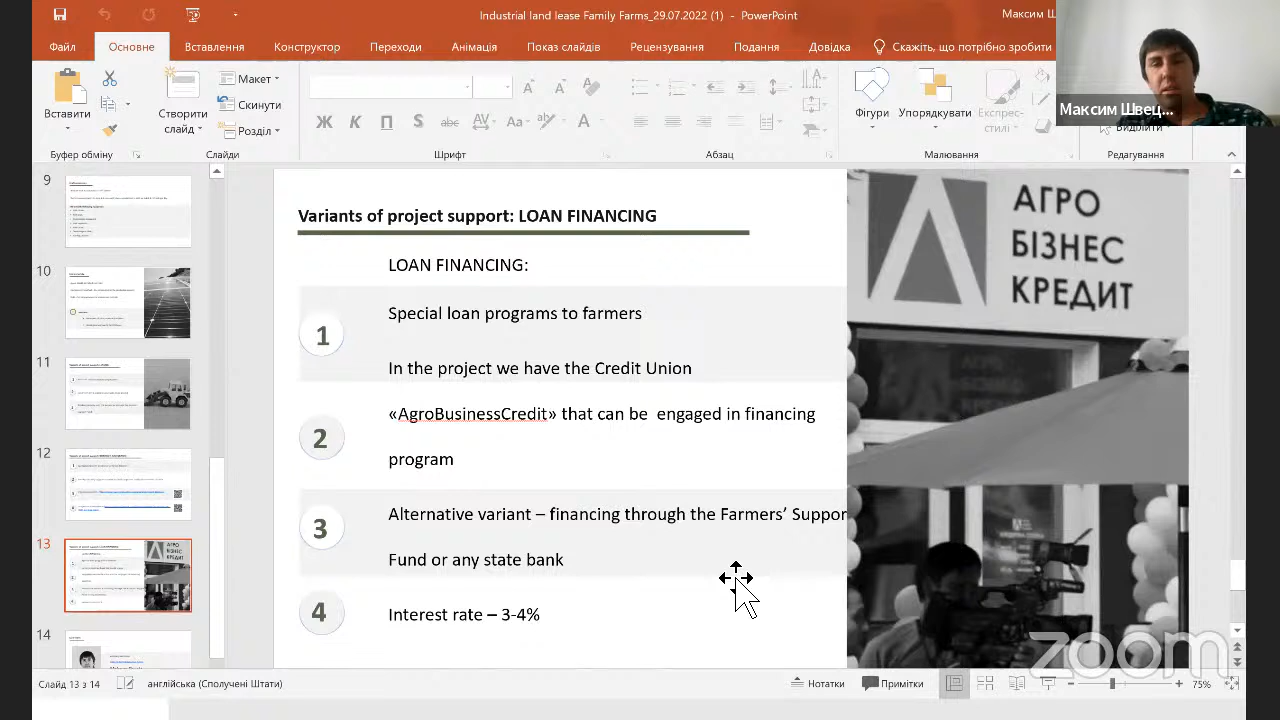 Industrial land lease Family Farms_29.07.2022 (1) - PowerPoint
Максим Ш
Файл
Основне
Вставлення
Конструктор
Переходи
Анімація
Показ слайдів
Рецензування
Подання
Довідка
Скажіть, що потрібно зробити
Вставити
Створити слайд
Макет
Скинути
Розділ
Фігури
Упорядкувати
Експрес-стилі
Виділити
Буфер обміну
Слайди
Шрифт
Абзац
Малювання
Редагування
Максим Швец...
9
10
11
12
13
14
Variants of project support: LOAN FINANCING
LOAN FINANCING:
1
Special loan programs to farmers
In the project we have the Credit Union
2
«AgroBusinessCredit» that can be engaged in financing
program
3
Alternative variant – financing through the Farmers’ Suppor
Fund or any state bank
4
Interest rate – 3-4%
АГРО
БІЗНЕС
КРЕДИТ
zoom
Слайд 13 з 14
англійська (Сполучені Штати)
Нотатки
Примітки
75%